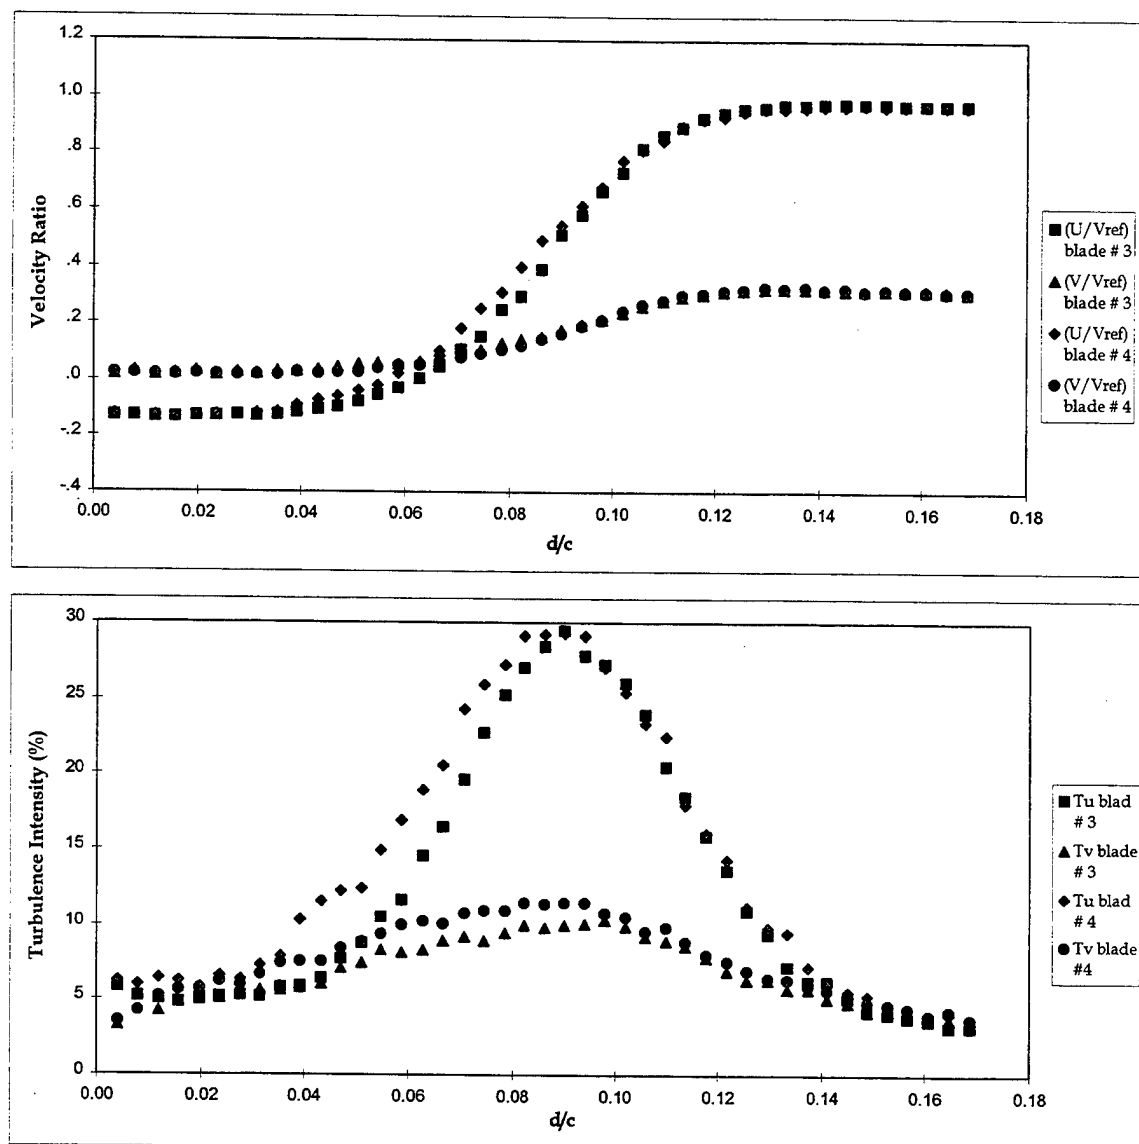 1.2
1.0
.8
.6
.4
.2
.0
-.2
-.4
Velocity Ratio
0.00 0.02 0.04 0.06 0.08 0.10 0.12 0.14 0.16 0.18
d/c
(U/Vref)
blade # 3
(V/Vref)
blade # 3
(U/Vref)
blade # 4
(V/Vref)
blade # 4
30
25
20
15
10
5
0
Turbulence Intensity (%)
0.00 0.02 0.04 0.06 0.08 0.10 0.12 0.14 0.16 0.18
d/c
Tu blad
# 3
Tv blade
# 3
Tu blad
# 4
Tv blade
#4